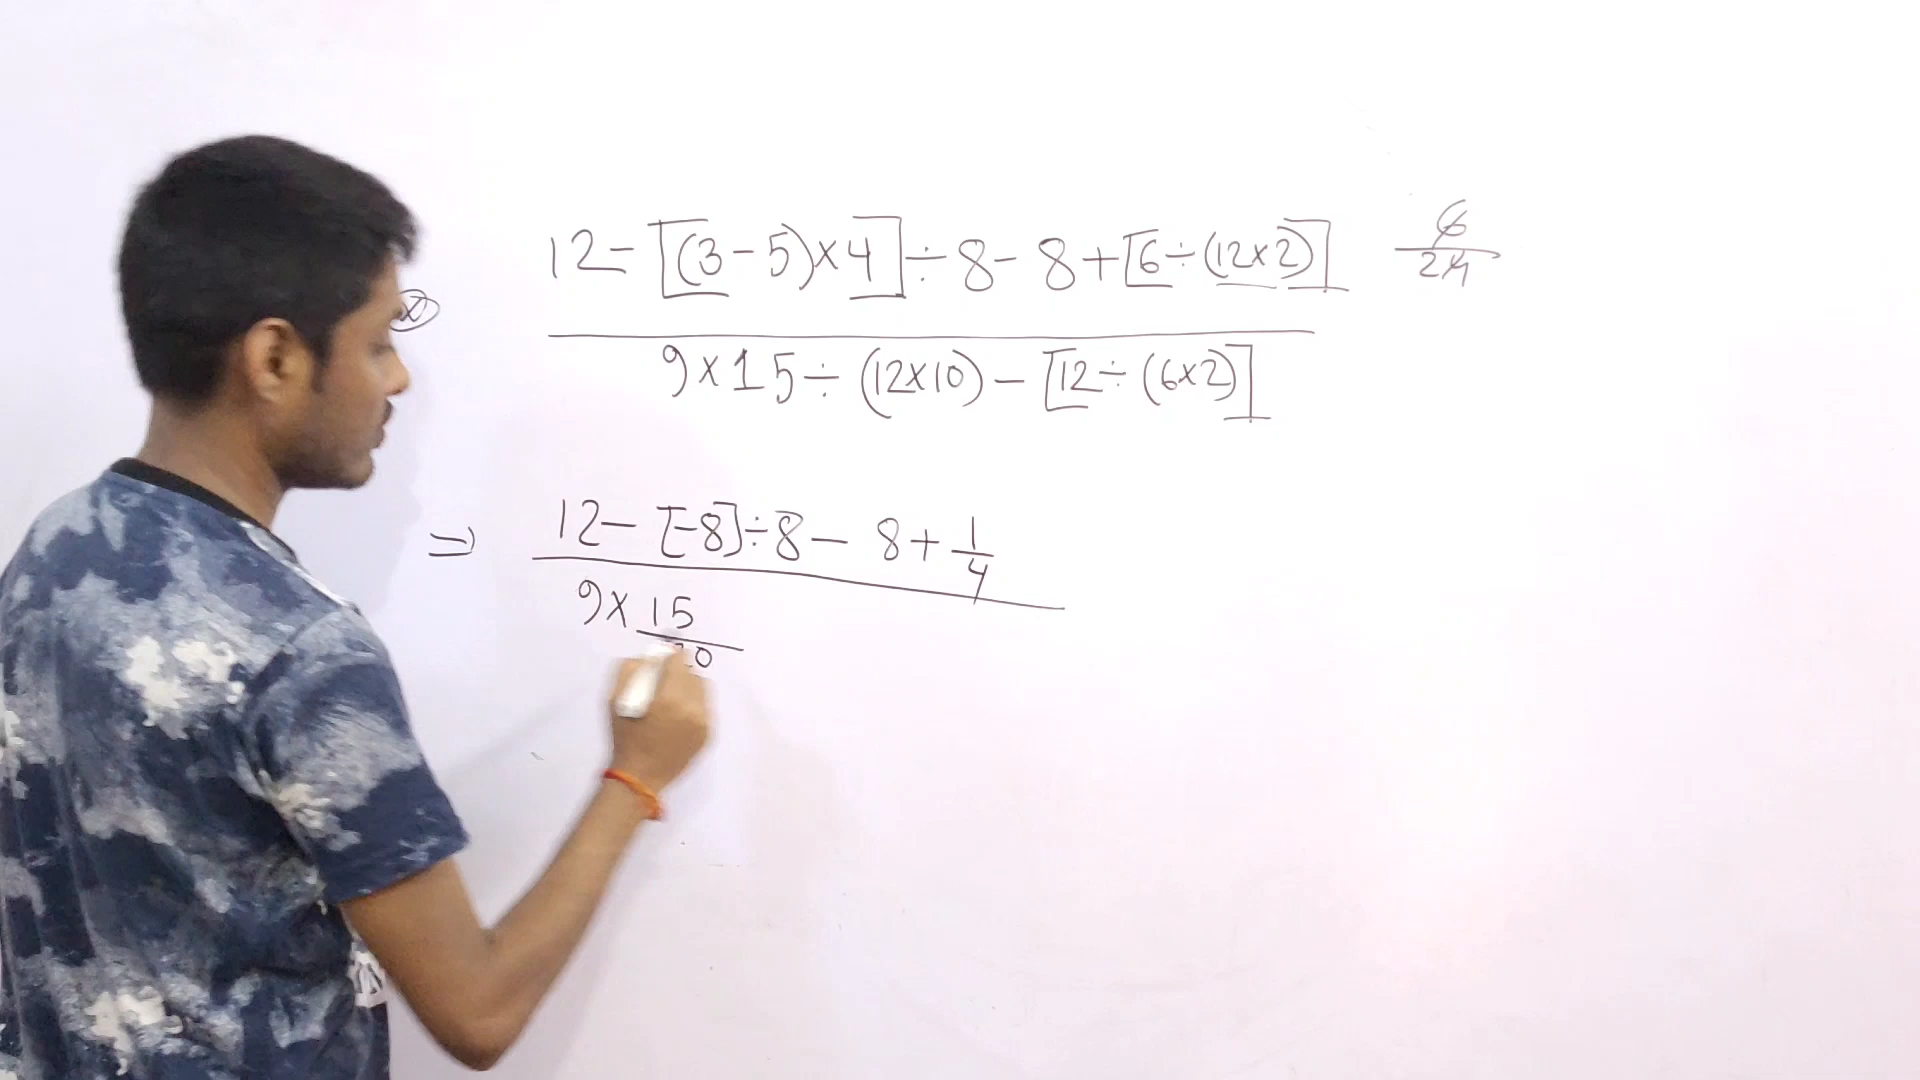 12 - [(3 - 5) × 4] ÷ 8 - 8 + [6 ÷ (12 × 2)]
9 × 15 ÷ (12 × 10) - [12 ÷ (6 × 2)]
6
24
⇒ 12 - [-8] ÷ 8 - 8 + 1/4
9 × 15
20